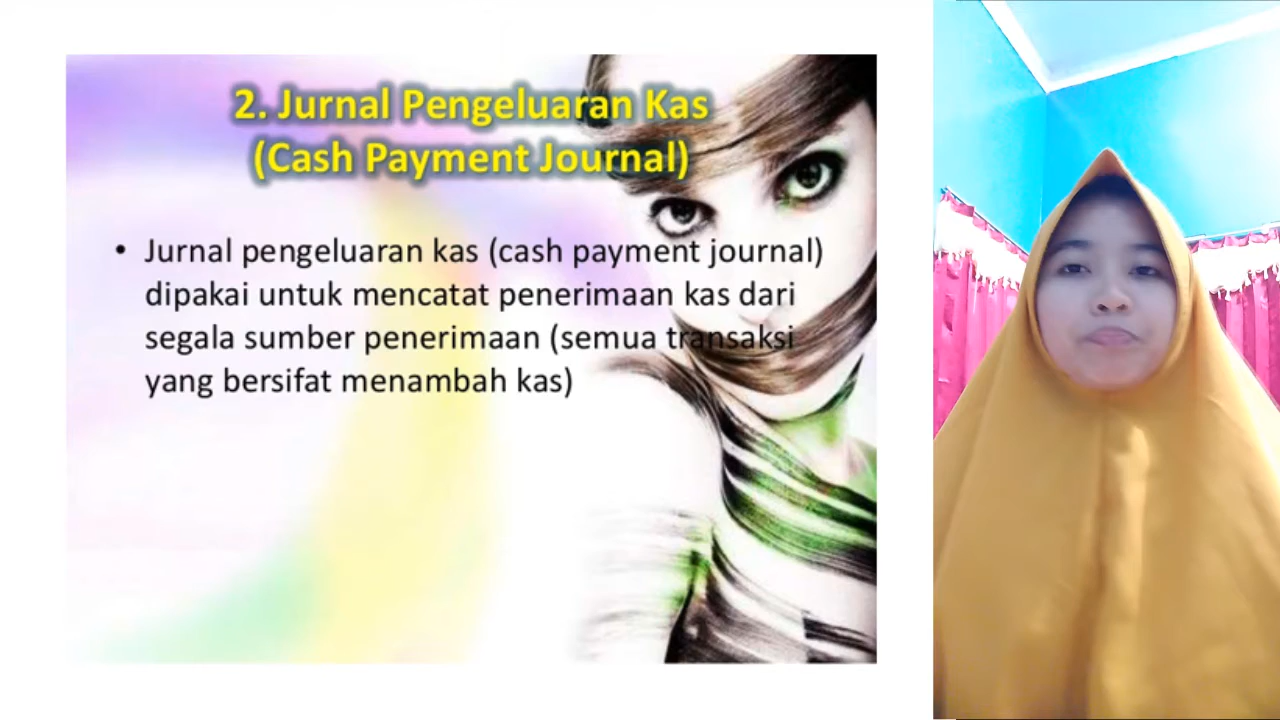 2. Jurnal Pengeluaran Kas
(Cash Payment Journal)
• Jurnal pengeluaran kas (cash payment journal)
dipakai untuk mencatat penerimaan kas dari
segala sumber penerimaan (semua transaksi
yang bersifat menambah kas)